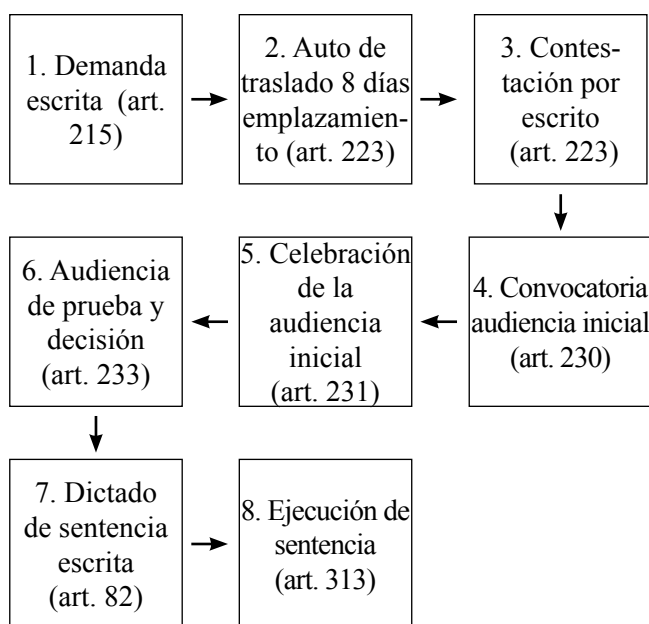 1. Demanda
escrita (art.
215)
2. Auto de
traslado 8 días
emplazamien-
to (art. 223)
3. Contes-
tación por
escrito
(art. 223)
4. Convocatoria
audiencia inicial
(art. 230)
5. Celebración
de la
audiencia
inicial
(art. 231)
6. Audiencia
de prueba y
decisión
(art. 233)
7. Dictado
de sentencia
escrita
(art. 82)
8. Ejecución de
sentencia
(art. 313)